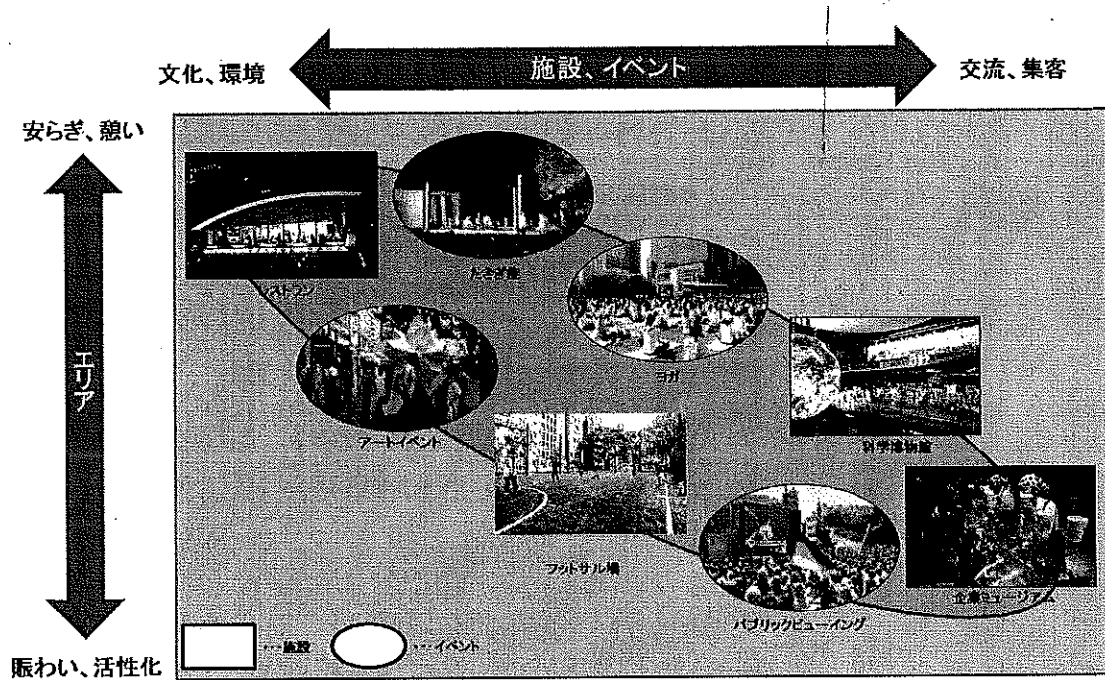 施設、イベント
文化、環境
交流、集客
安らぎ、憩い
エリア
レストラン
たきぎ能
ヨガ
アートイベント
科学博物館
フットサル場
企業ミュージアム
パブリックビューイング
…施設
…イベント
賑わい、活性化